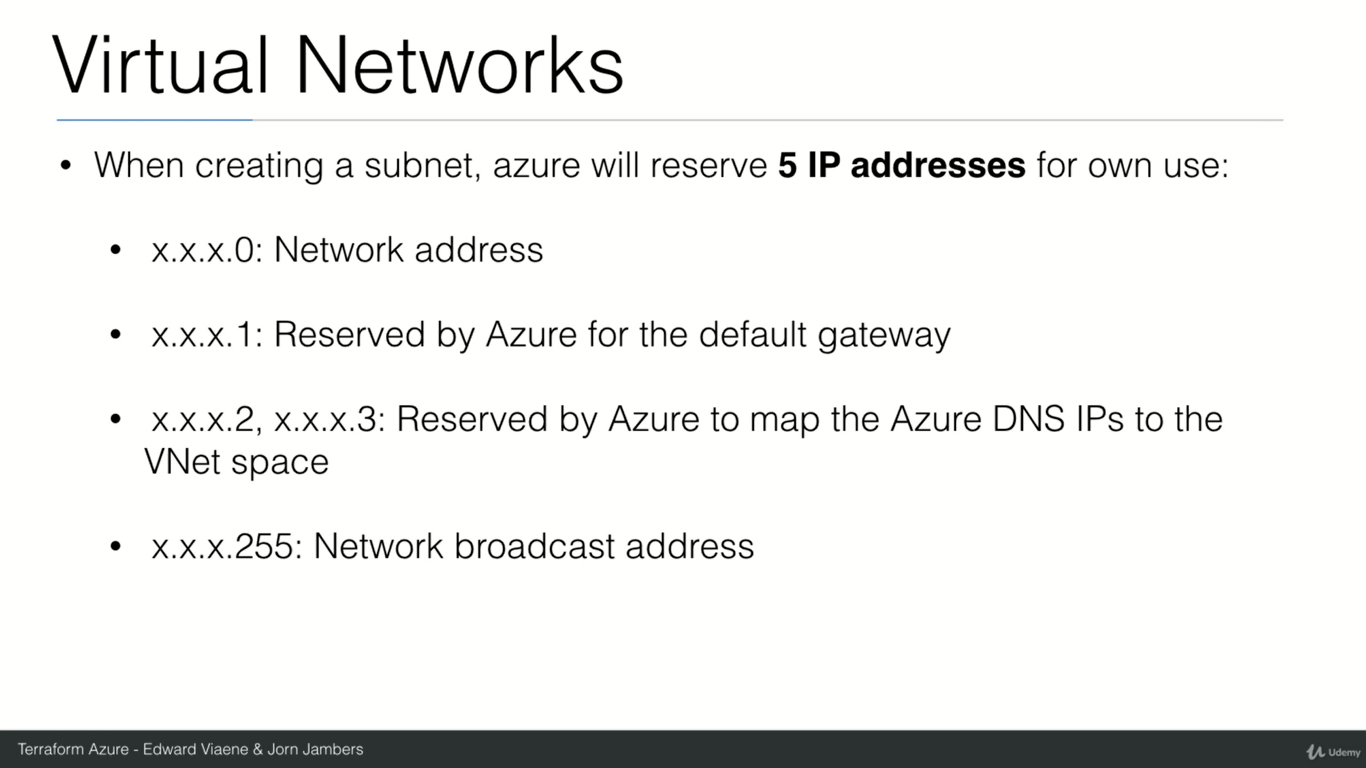 Virtual Networks
• When creating a subnet, azure will reserve 5 IP addresses for own use:
• x.x.x.0: Network address
• x.x.x.1: Reserved by Azure for the default gateway
• x.x.x.2, x.x.x.3: Reserved by Azure to map the Azure DNS IPs to the
VNet space
• x.x.x.255: Network broadcast address
Terraform Azure - Edward Viaene & Jorn Jambers
Udemy